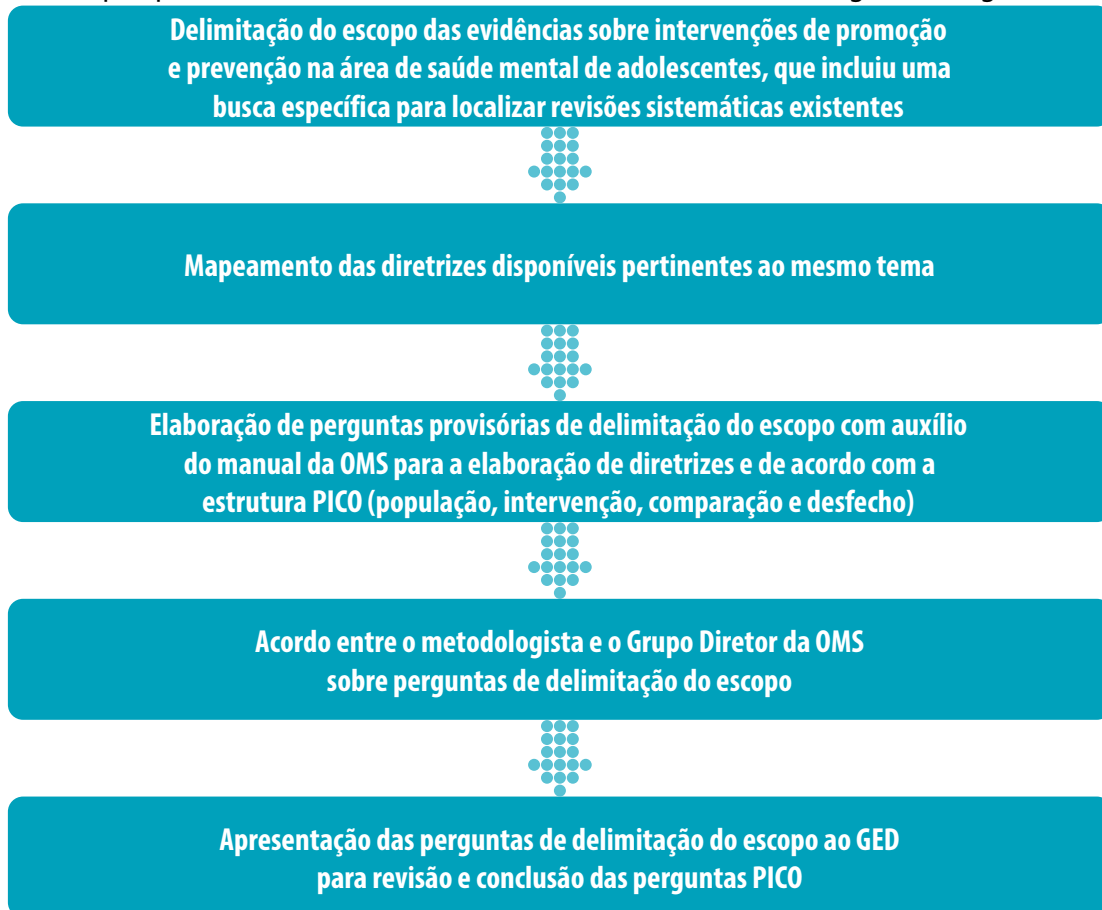 Delimitação do escopo das evidências sobre intervenções de promoção
e prevenção na área de saúde mental de adolescentes, que incluiu uma
busca específica para localizar revisões sistemáticas existentes
Mapeamento das diretrizes disponíveis pertinentes ao mesmo tema
Elaboração de perguntas provisórias de delimitação do escopo com auxílio
do manual da OMS para a elaboração de diretrizes e de acordo com a
estrutura PICO (população, intervenção, comparação e desfecho)
Acordo entre o metodologista e o Grupo Diretor da OMS
sobre perguntas de delimitação do escopo
Apresentação das perguntas de delimitação do escopo ao GED
para revisão e conclusão das perguntas PICO